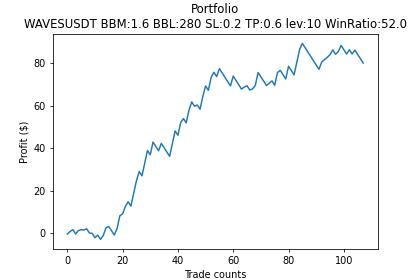 Portfolio
WAVESUSDT BBM:1.6 BBL:280 SL:0.2 TP:0.6 lev:10 WinRatio:52.0
Profit ($)
80
60
40
20
0
0 20 40 60 80 100
Trade counts